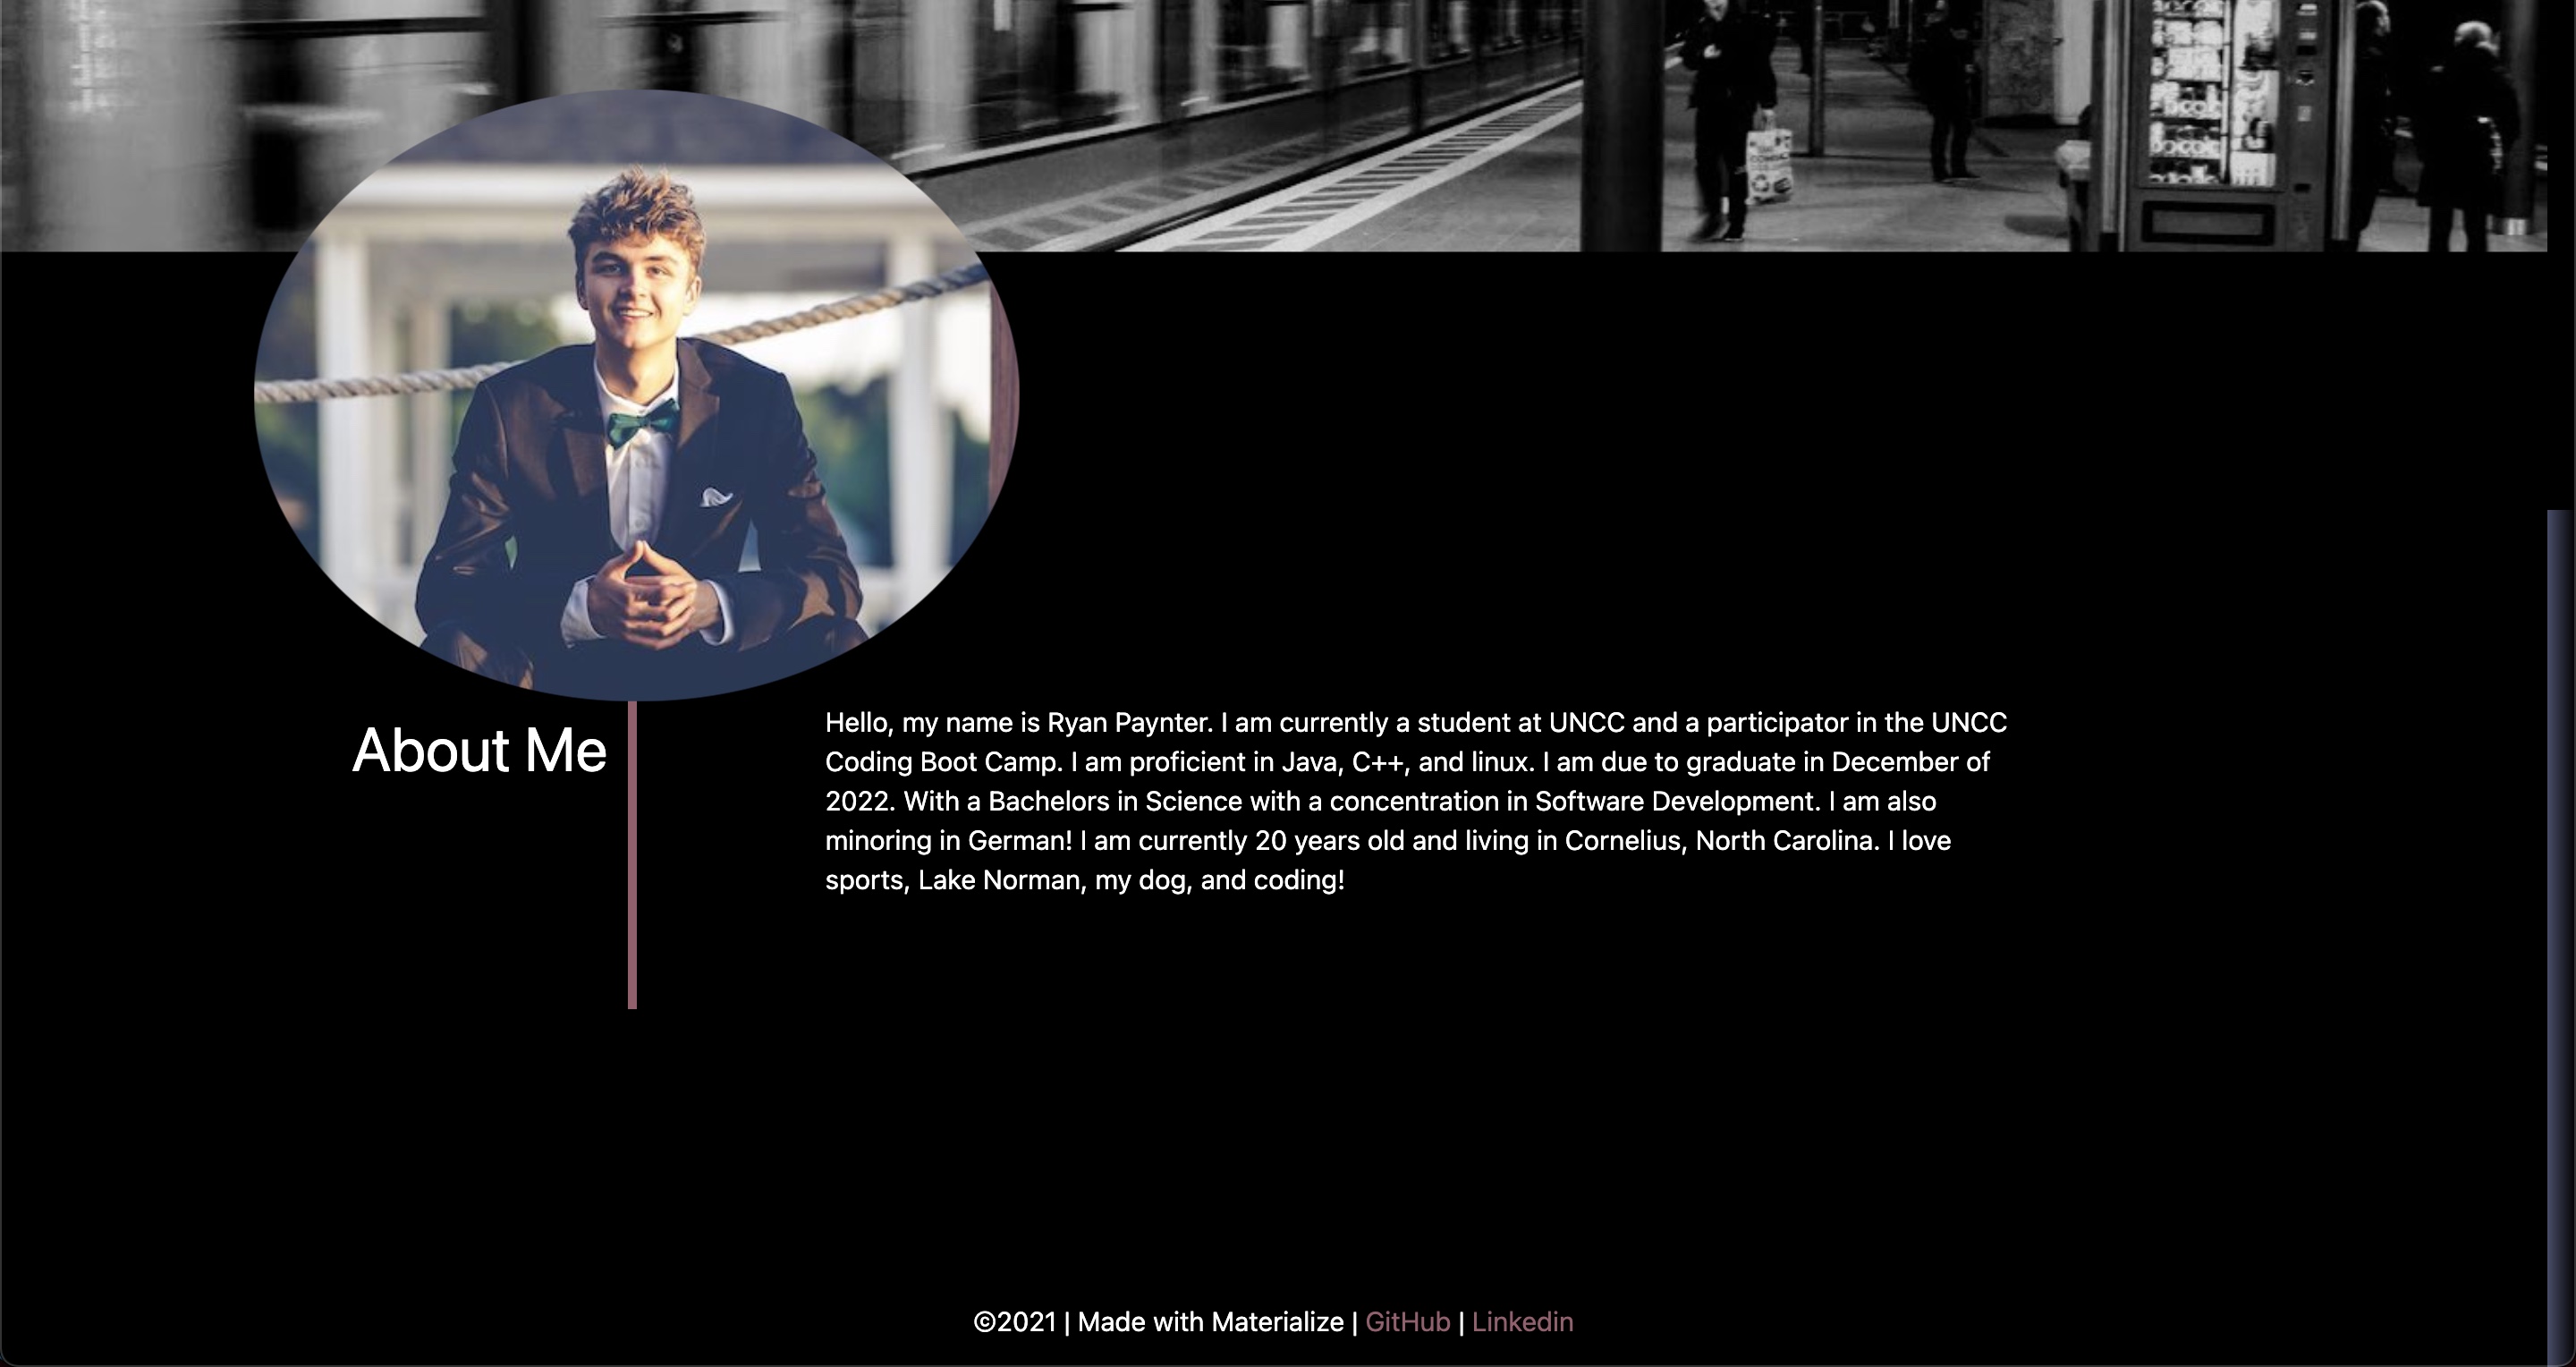 About Me
Hello, my name is Ryan Paynter. I am currently a student at UNCC and a participator in the UNCC
Coding Boot Camp. I am proficient in Java, C++, and linux. I am due to graduate in December of
2022. With a Bachelors in Science with a concentration in Software Development. I am also
minoring in German! I am currently 20 years old and living in Cornelius, North Carolina. I love
sports, Lake Norman, my dog, and coding!
©2021 | Made with Materialize | GitHub | Linkedin